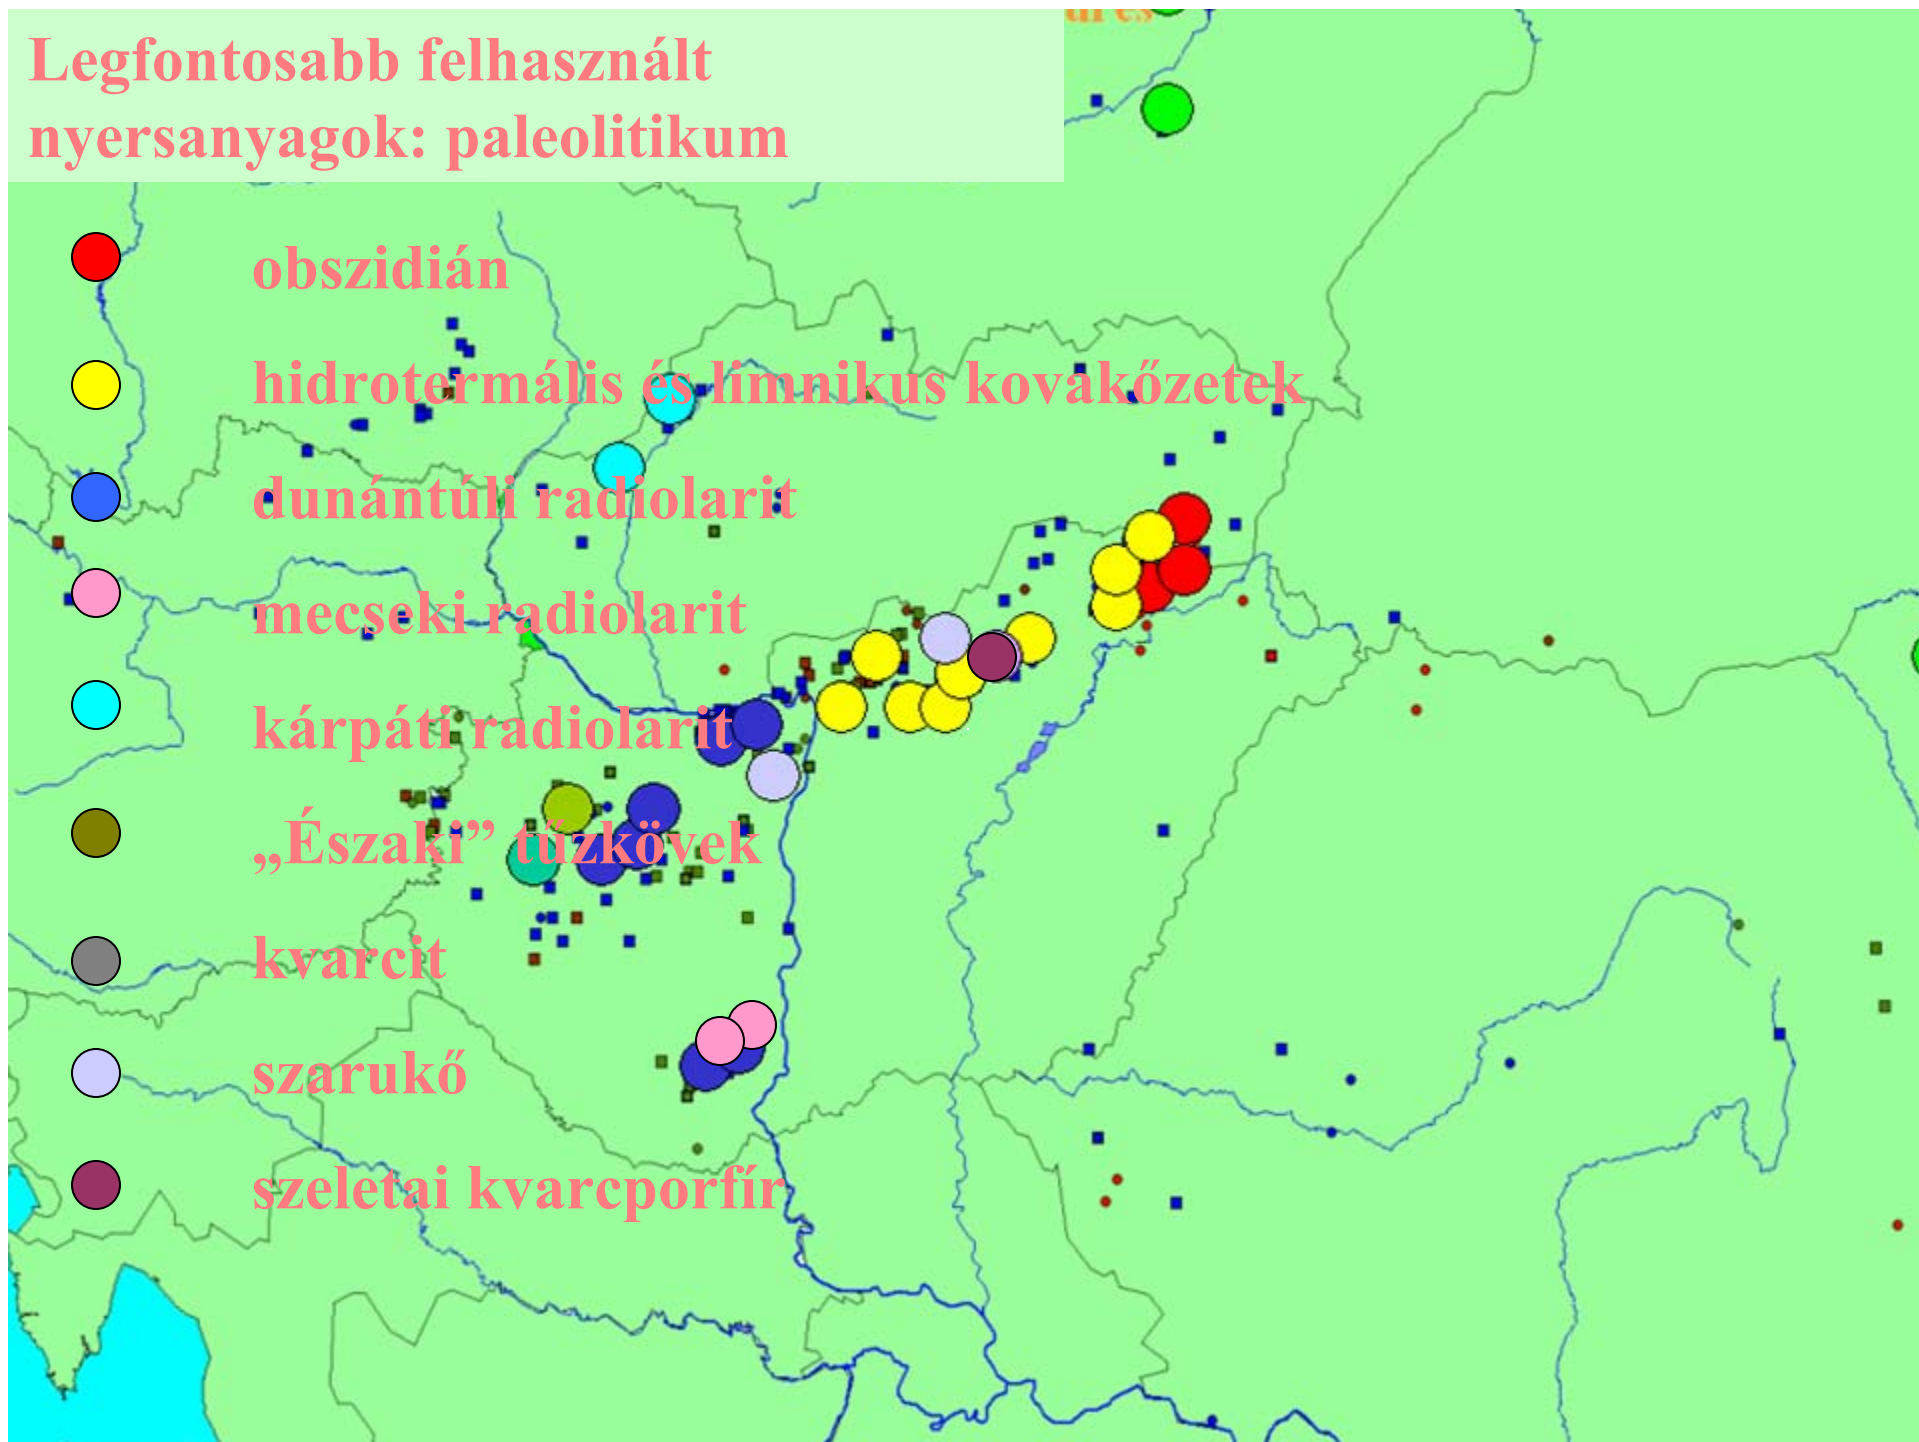 Legfontosabb felhasznált
nyersanyagok: paleolitikum
obszidián
hidrotermális és limnikus kovakőzetek
dunántúli radiolarit
mecseki radiolarit
kárpáti radiolarit
„Északi” tűzkövek
kvarcit
szarukő
szeletai kvarcporfír